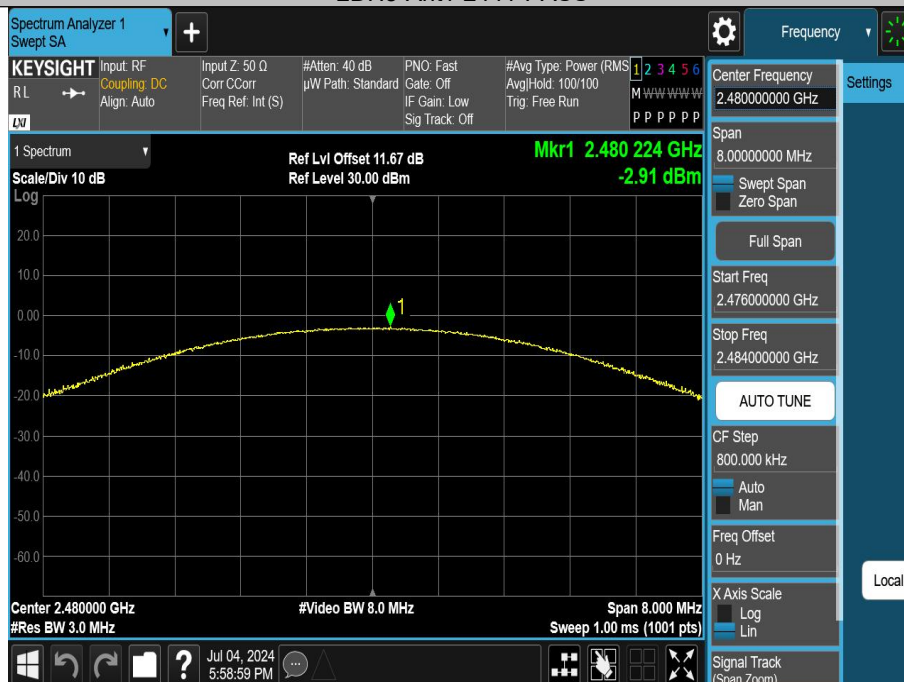 Spectrum Analyzer 1
Swept SA
Frequency
KEYSIGHT
RL
LXI
Input: RF
Coupling: DC
Align: Auto
Input Z: 50 Ω
Corr CCorr
Freq Ref: Int (S)
#Atten: 40 dB
µW Path: Standard
PNO: Fast
Gate: Off
IF Gain: Low
Sig Track: Off
#Avg Type: Power (RMS
Avg|Hold: 100/100
Trig: Free Run
1 2 3 4 5 6
M W W W W W
P P P P P P
Center Frequency
2.480000000 GHz
Settings
Span
8.00000000 MHz
Swept Span
Zero Span
Full Span
Start Freq
2.476000000 GHz
Stop Freq
2.484000000 GHz
AUTO TUNE
CF Step
800.000 kHz
Auto
Man
Freq Offset
0 Hz
X Axis Scale
Log
Lin
Local
Signal Track
(Span Zoom)
1 Spectrum
Scale/Div 10 dB
Log
Ref Lvl Offset 11.67 dB
Ref Level 30.00 dBm
Mkr1 2.480 224 GHz
-2.91 dBm
20.0
10.0
0.00
-10.0
-20.0
-30.0
-40.0
-50.0
-60.0
1
Center 2.480000 GHz
#Res BW 3.0 MHz
#Video BW 8.0 MHz
Span 8.000 MHz
Sweep 1.00 ms (1001 pts)
?
Jul 04, 2024
5:58:59 PM